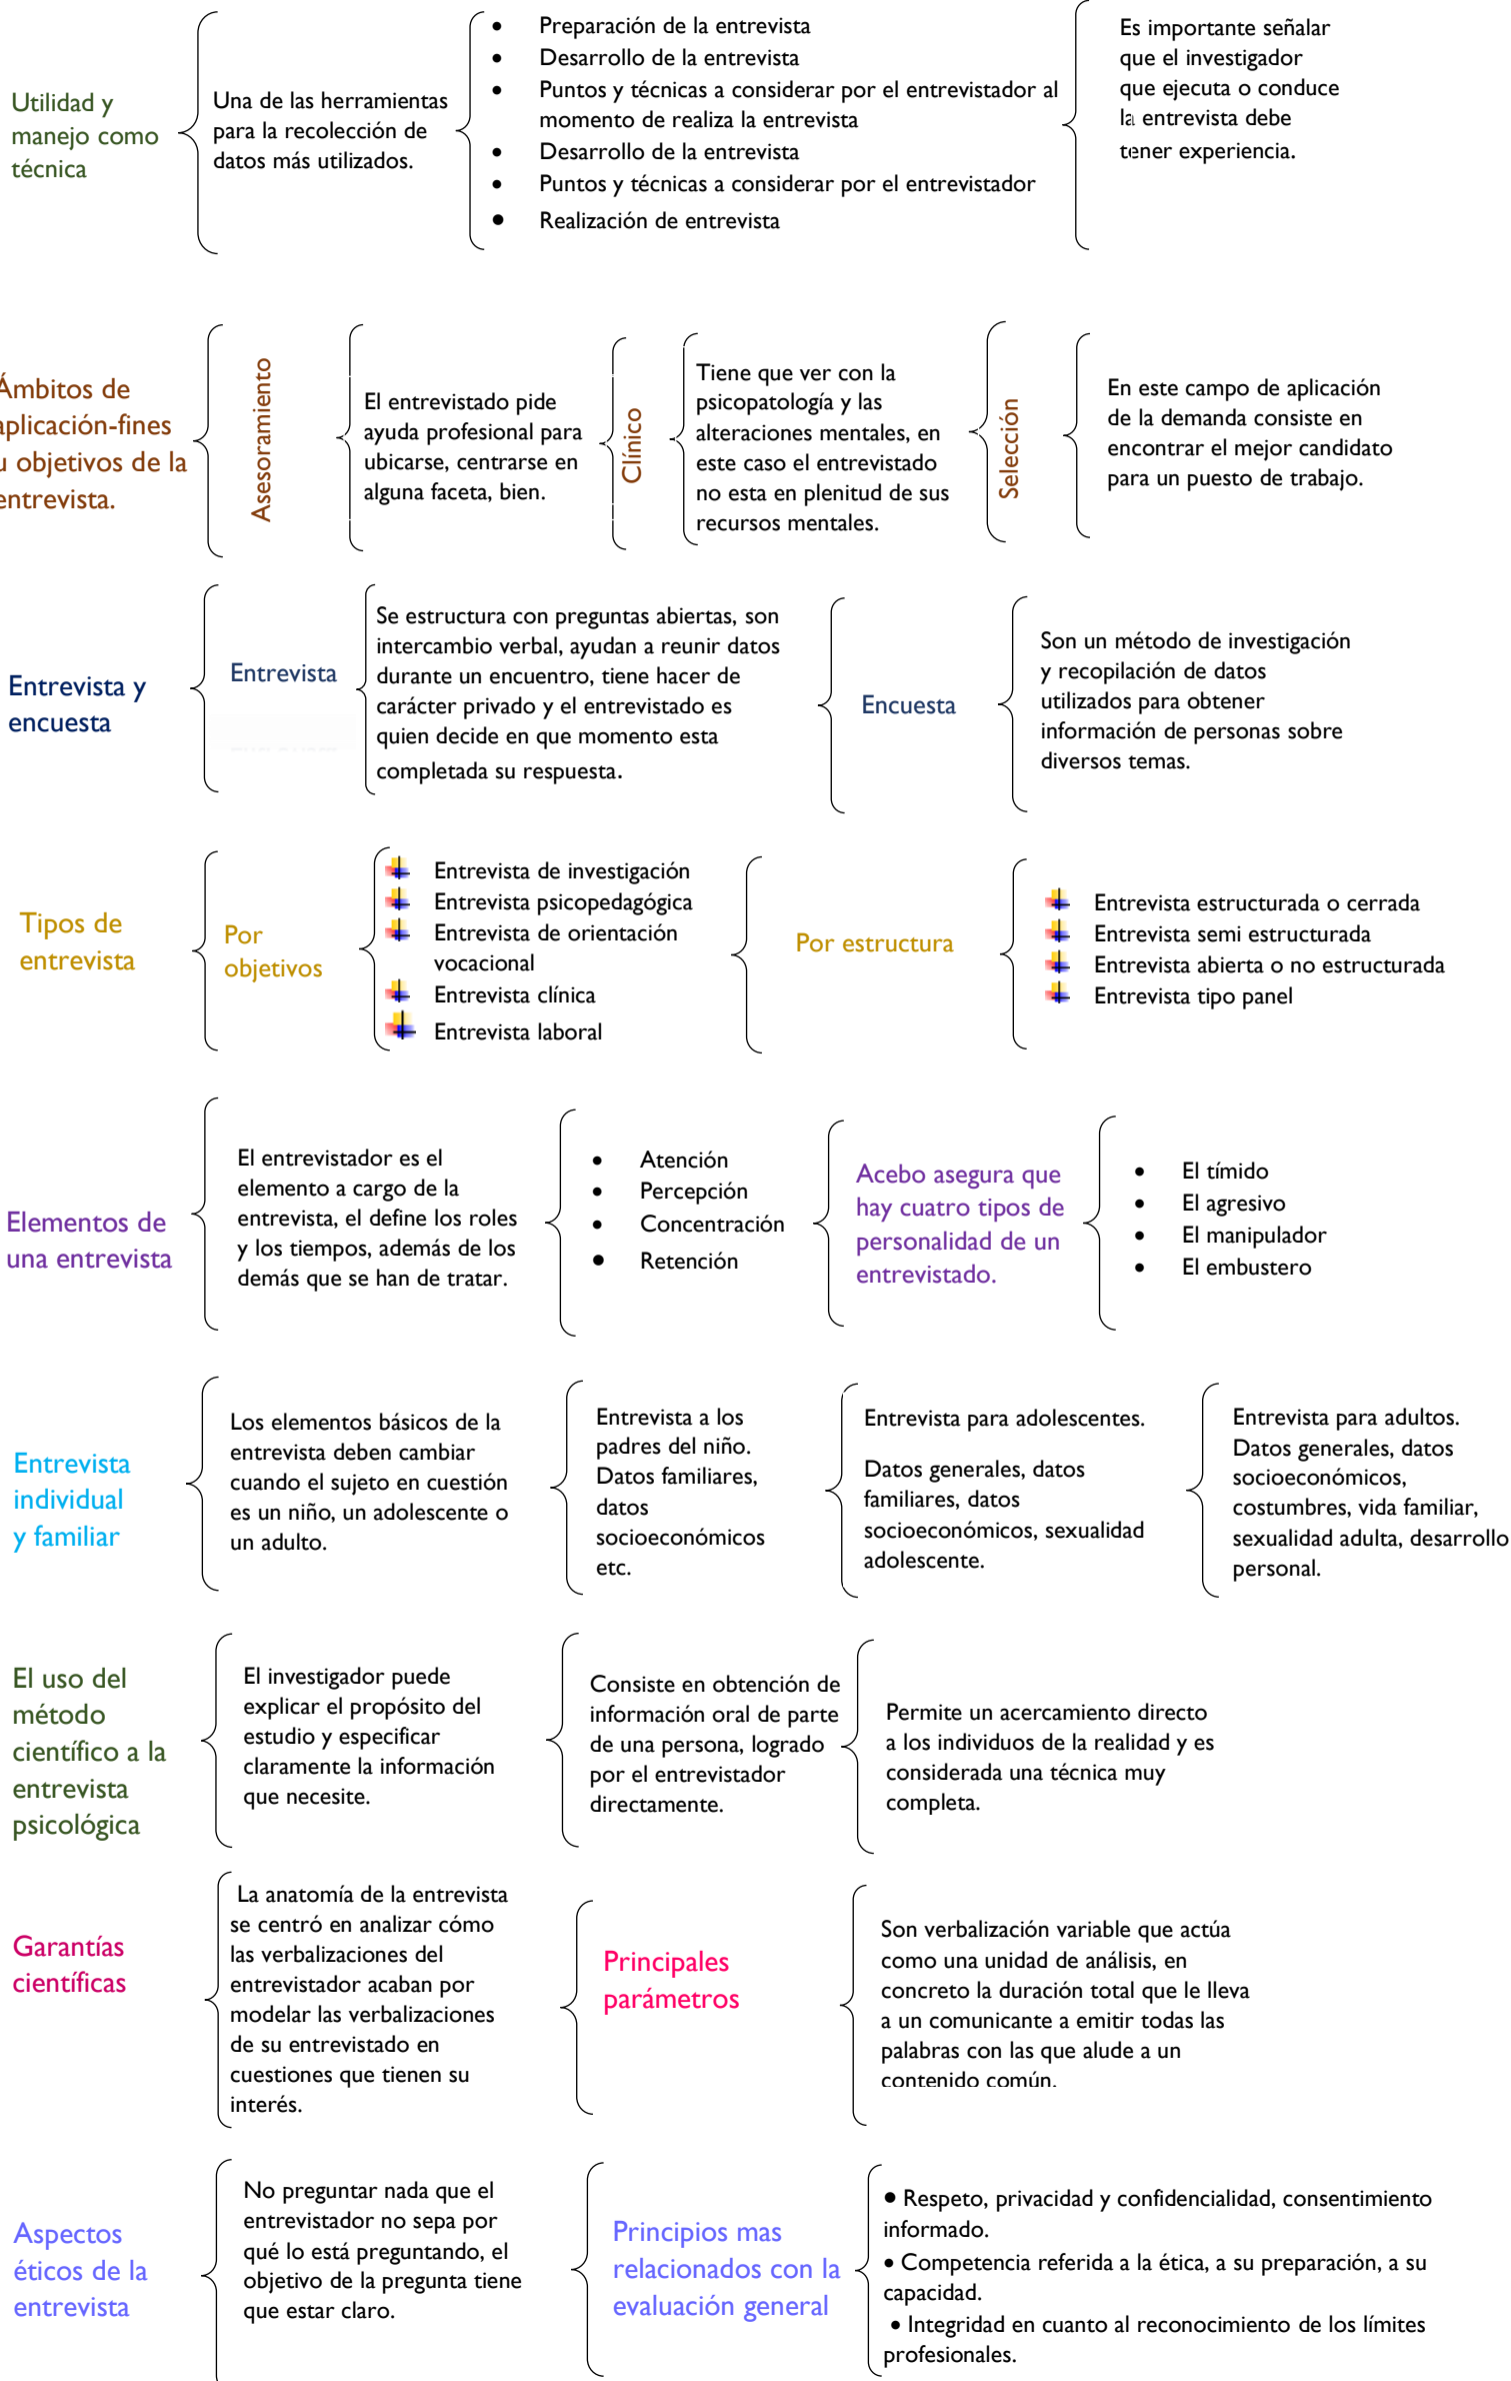 Utilidad y
manejo como
técnica
Una de las herramientas
para la recolección de
datos más utilizados.
• Preparación de la entrevista
• Desarrollo de la entrevista
• Puntos y técnicas a considerar por el entrevistador al
momento de realiza la entrevista
• Desarrollo de la entrevista
• Puntos y técnicas a considerar por el entrevistador
• Realización de entrevista
Es importante señalar
que el investigador
que ejecuta o conduce
la entrevista debe
tener experiencia.
Ámbitos de
aplicación-fines
u objetivos de la
entrevista.
Asesoramiento
El entrevistado pide
ayuda profesional para
ubicarse, centrarse en
alguna faceta, bien.
Clínico
Tiene que ver con la
psicopatología y las
alteraciones mentales, en
este caso el entrevistado
no esta en plenitud de sus
recursos mentales.
Selección
En este campo de aplicación
de la demanda consiste en
encontrar el mejor candidato
para un puesto de trabajo.
Entrevista y
encuesta
Entrevista
Se estructura con preguntas abiertas, son
intercambio verbal, ayudan a reunir datos
durante un encuentro, tiene hacer de
carácter privado y el entrevistado es
quien decide en que momento esta
completada su respuesta.
Encuesta
Son un método de investigación
y recopilación de datos
utilizados para obtener
información de personas sobre
diversos temas.
Tipos de
entrevista
Por
objetivos
Entrevista de investigación
Entrevista psicopedagógica
Entrevista de orientación
vocacional
Entrevista clínica
Entrevista laboral
Por estructura
Entrevista estructurada o cerrada
Entrevista semi estructurada
Entrevista abierta o no estructurada
Entrevista tipo panel
Elementos de
una entrevista
El entrevistador es el
elemento a cargo de la
entrevista, el define los roles
y los tiempos, además de los
demás que se han de tratar.
• Atención
• Percepción
• Concentración
• Retención
Acebo asegura que
hay cuatro tipos de
personalidad de un
entrevistado.
• El tímido
• El agresivo
• El manipulador
• El embustero
Entrevista
individual
y familiar
Los elementos básicos de la
entrevista deben cambiar
cuando el sujeto en cuestión
es un niño, un adolescente o
un adulto.
Entrevista a los
padres del niño.
Datos familiares,
datos
socioeconómicos
etc.
Entrevista para adolescentes.
Datos generales, datos
familiares, datos
socioeconómicos, sexualidad
adolescente.
Entrevista para adultos.
Datos generales, datos
socioeconómicos,
costumbres, vida familiar,
sexualidad adulta, desarrollo
personal.
El uso del
método
científico a la
entrevista
psicológica
El investigador puede
explicar el propósito del
estudio y especificar
claramente la información
que necesite.
Consiste en obtención de
información oral de parte
de una persona, logrado
por el entrevistador
directamente.
Permite un acercamiento directo
a los individuos de la realidad y es
considerada una técnica muy
completa.
Garantías
científicas
La anatomía de la entrevista
se centró en analizar cómo
las verbalizaciones del
entrevistador acaban por
modelar las verbalizaciones
de su entrevistado en
cuestiones que tienen su
interés.
Principales
parámetros
Son verbalización variable que actúa
como una unidad de análisis, en
concreto la duración total que le lleva
a un comunicante a emitir todas las
palabras con las que alude a un
contenido común.
Aspectos
éticos de la
entrevista
No preguntar nada que el
entrevistador no sepa por
qué lo está preguntando, el
objetivo de la pregunta tiene
que estar claro.
Principios mas
relacionados con la
evaluación general
• Respeto, privacidad y confidencialidad, consentimiento
informado.
• Competencia referida a la ética, a su preparación, a su
capacidad.
• Integridad en cuanto al reconocimiento de los límites
profesionales.